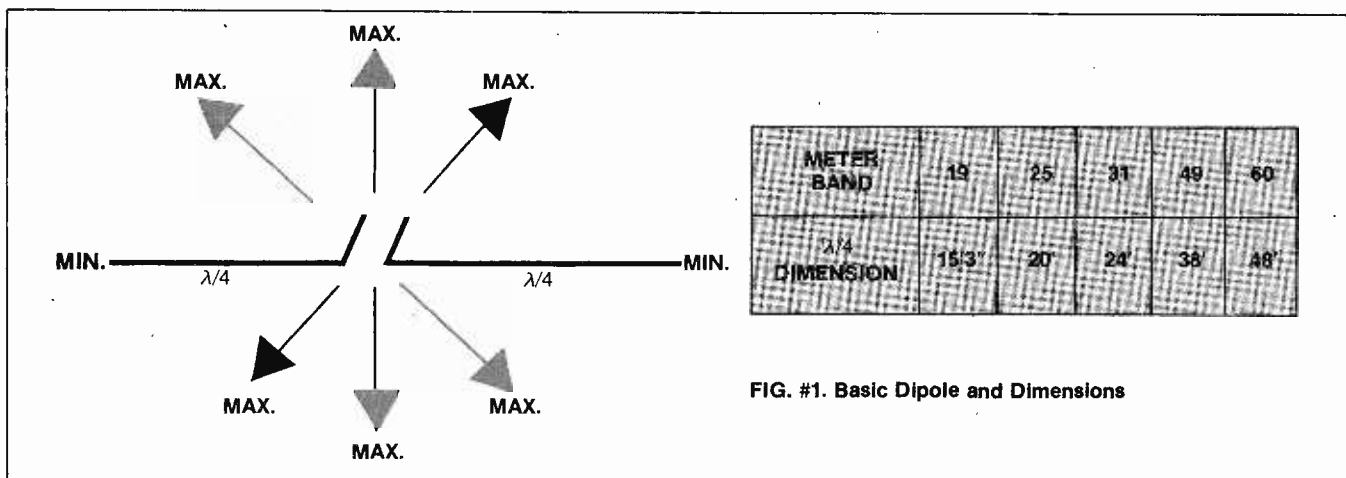 MAX.
MAX.
MAX.
MIN.
λ/4
λ/4
MIN.
MAX.
MAX.
MAX.
METER BAND 19 25 31 49 60
λ/4 DIMENSION 15'3" 20' 24' 38' 48'
FIG. #1. Basic Dipole and Dimensions